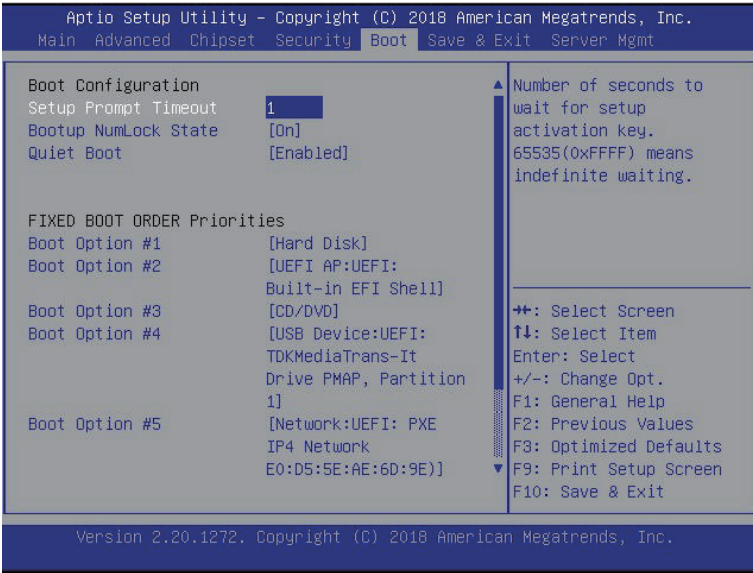 Aptio Setup Utility – Copyright (C) 2018 American Megatrends, Inc.
Main Advanced Chipset Security Boot Save & Exit Server Mgmt
Boot Configuration
Setup Prompt Timeout 1
Bootup NumLock State [On]
Quiet Boot [Enabled]
FIXED BOOT ORDER Priorities
Boot Option #1 [Hard Disk]
Boot Option #2 [UEFI AP:UEFI:
Built-in EFI Shell]
Boot Option #3 [CD/DVD]
Boot Option #4 [USB Device:UEFI:
TDKMediaTrans-It
Drive PMAP, Partition
1]
Boot Option #5 [Network:UEFI: PXE
IP4 Network
E0:D5:5E:AE:6D:9E)]
Number of seconds to
wait for setup
activation key.
65535(0xFFFF) means
indefinite waiting.
→←: Select Screen
↑↓: Select Item
Enter: Select
+/-: Change Opt.
F1: General Help
F2: Previous Values
F3: Optimized Defaults
F9: Print Setup Screen
F10: Save & Exit
Version 2.20.1272. Copyright (C) 2018 American Megatrends, Inc.